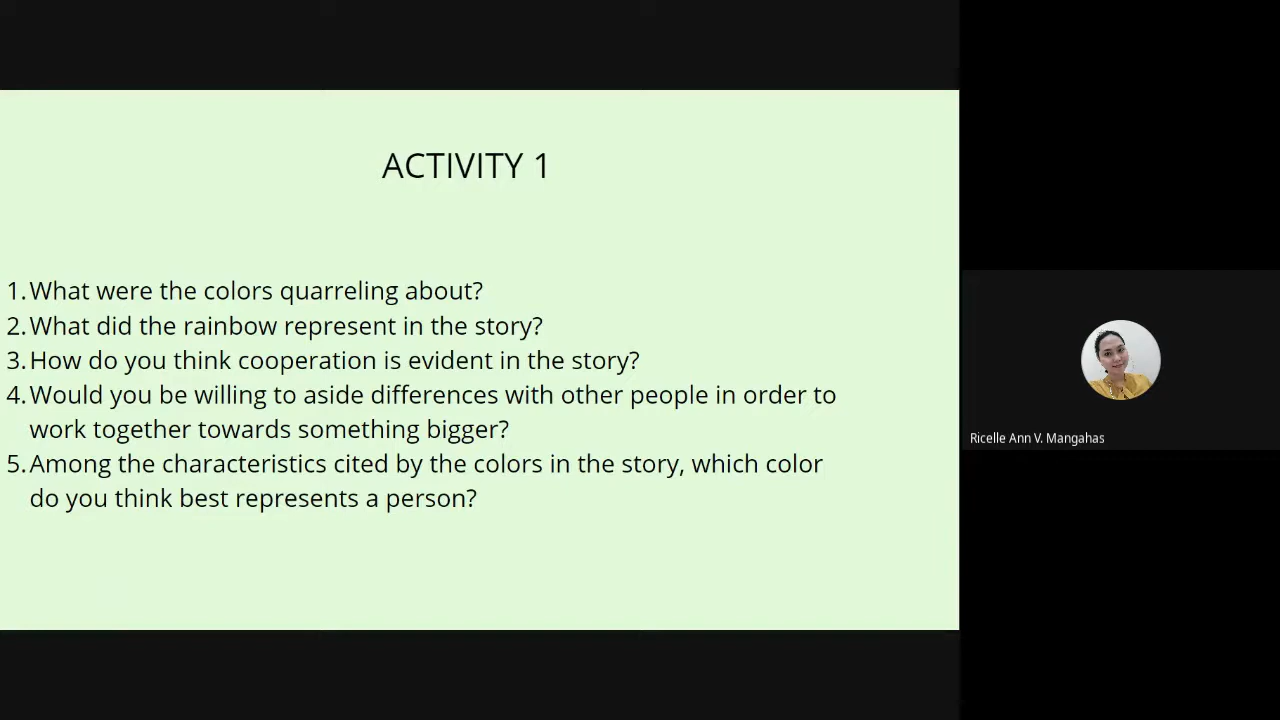 ACTIVITY 1
1. What were the colors quarreling about?
2. What did the rainbow represent in the story?
3. How do you think cooperation is evident in the story?
4. Would you be willing to aside differences with other people in order to
work together towards something bigger?
5. Among the characteristics cited by the colors in the story, which color
do you think best represents a person?
Ricelle Ann V. Mangahas